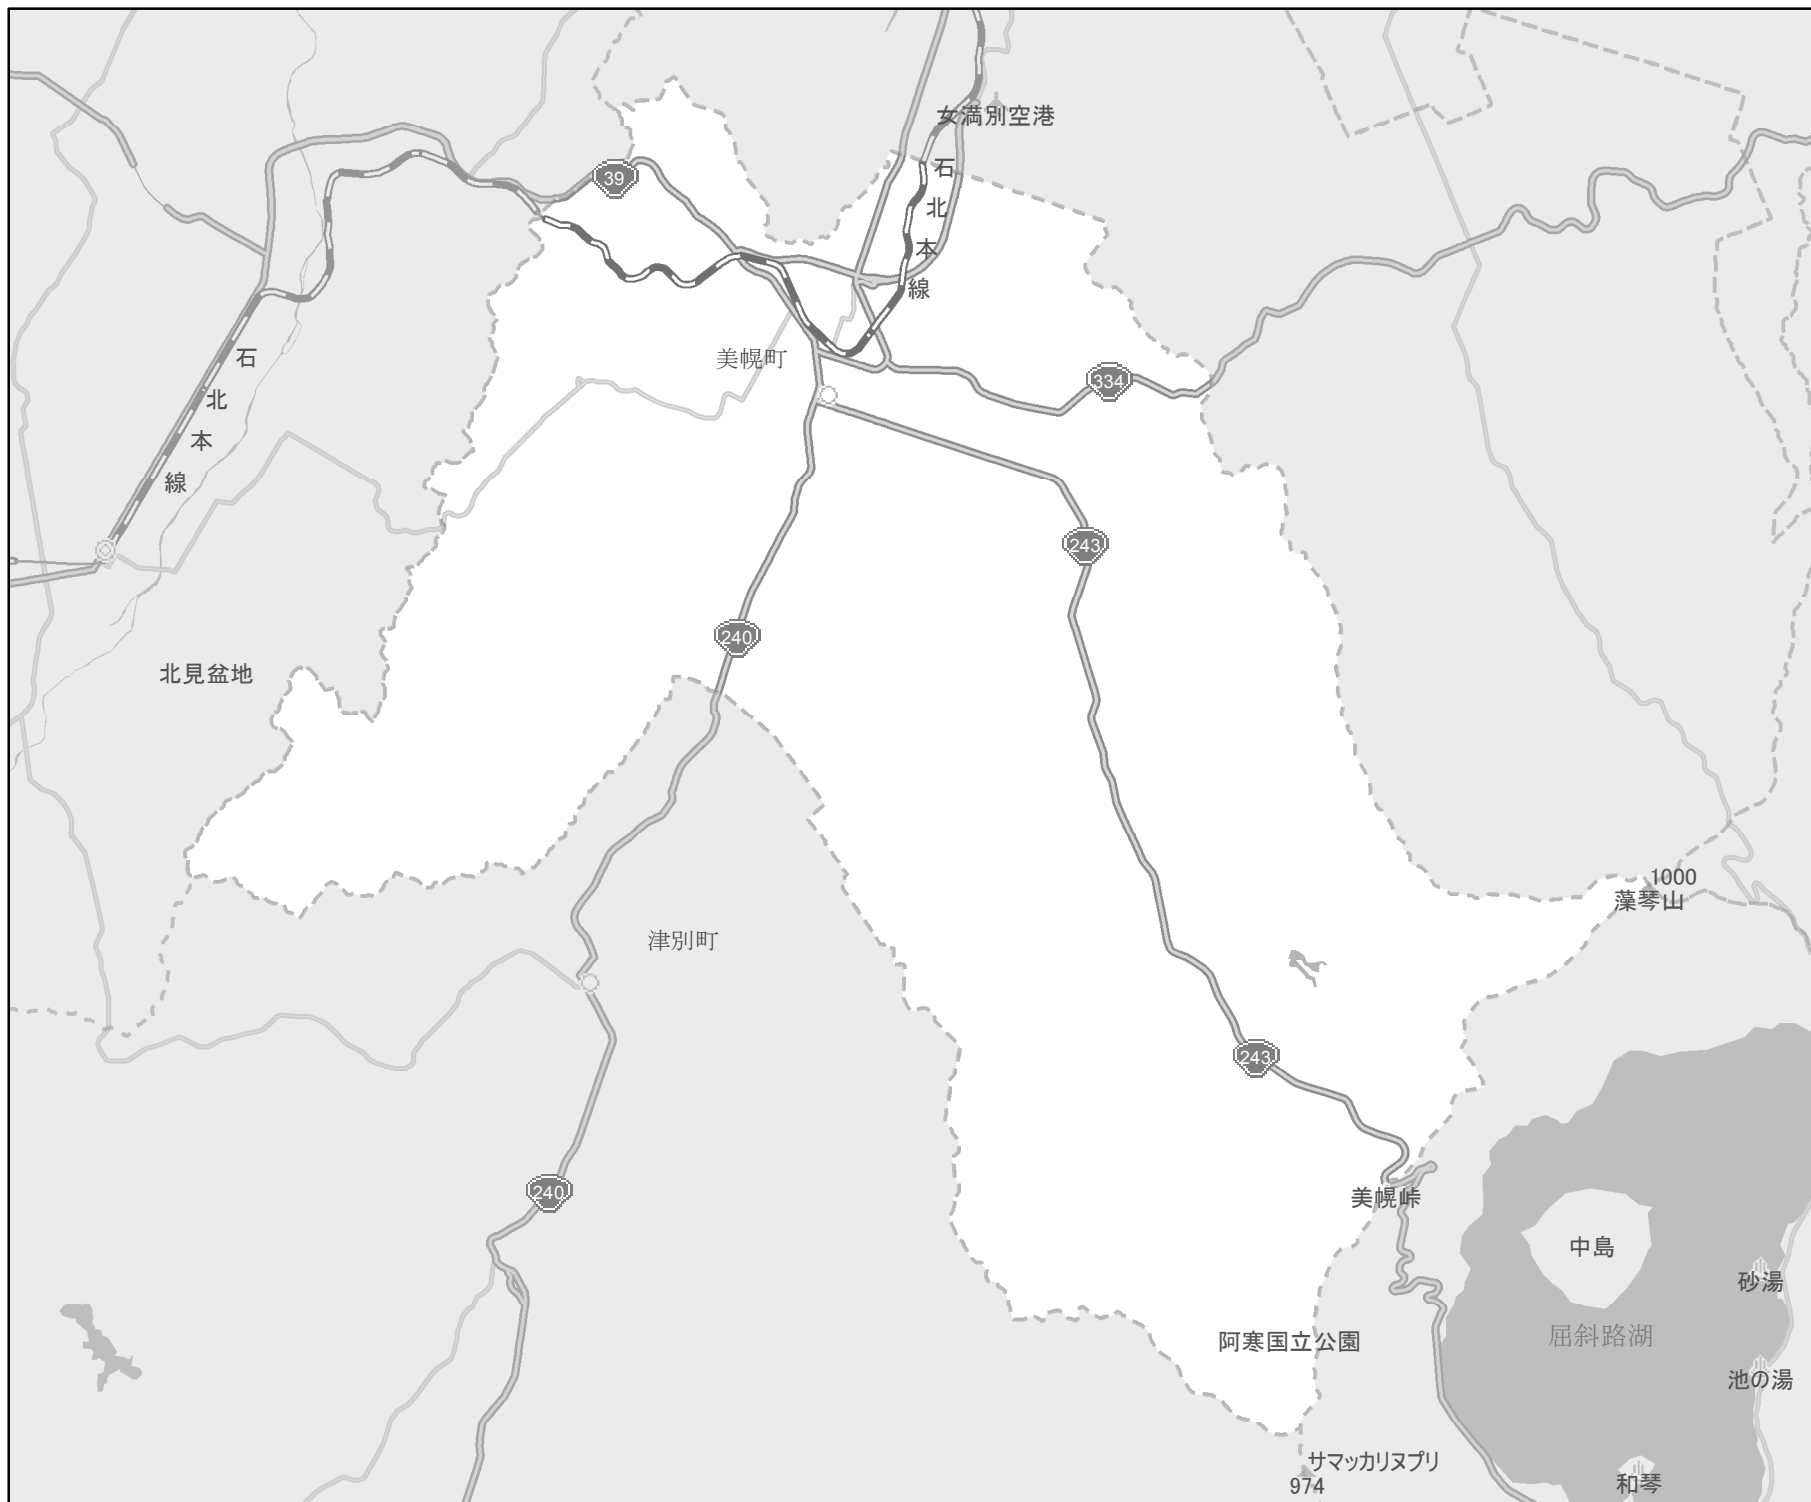 女満別空港
石北本線
39
美幌町
334
石北本線
243
240
北見盆地
1000
藻琴山
津別町
243
240
美幌峠
中島
砂湯
屈斜路湖
阿寒国立公園
池の湯
サマッカリヌプリ
974
和琴